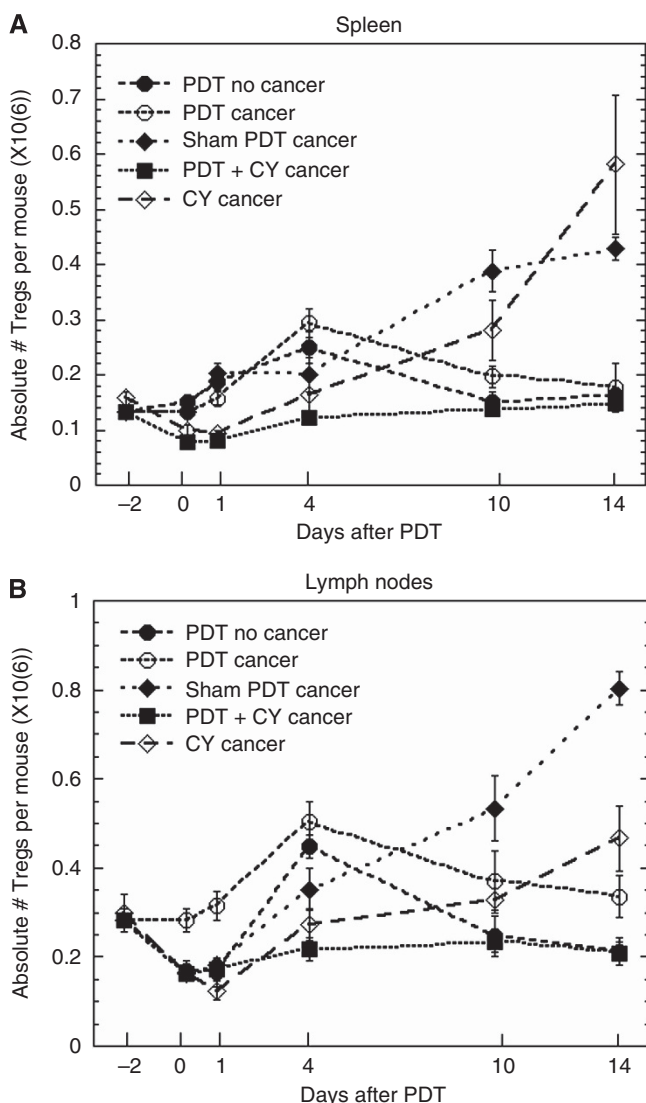 A
Spleen
0.8
0.7
0.6
0.5
0.4
0.3
0.2
0.1
0
Absolute # Tregs per mouse (X10(6))
PDT no cancer
PDT cancer
Sham PDT cancer
PDT + CY cancer
CY cancer
–2 0 1 4 10 14
Days after PDT
B
Lymph nodes
1
0.8
0.6
0.4
0.2
0
Absolute # Tregs per mouse (X10(6))
PDT no cancer
PDT cancer
Sham PDT cancer
PDT + CY cancer
CY cancer
–2 0 1 4 10 14
Days after PDT